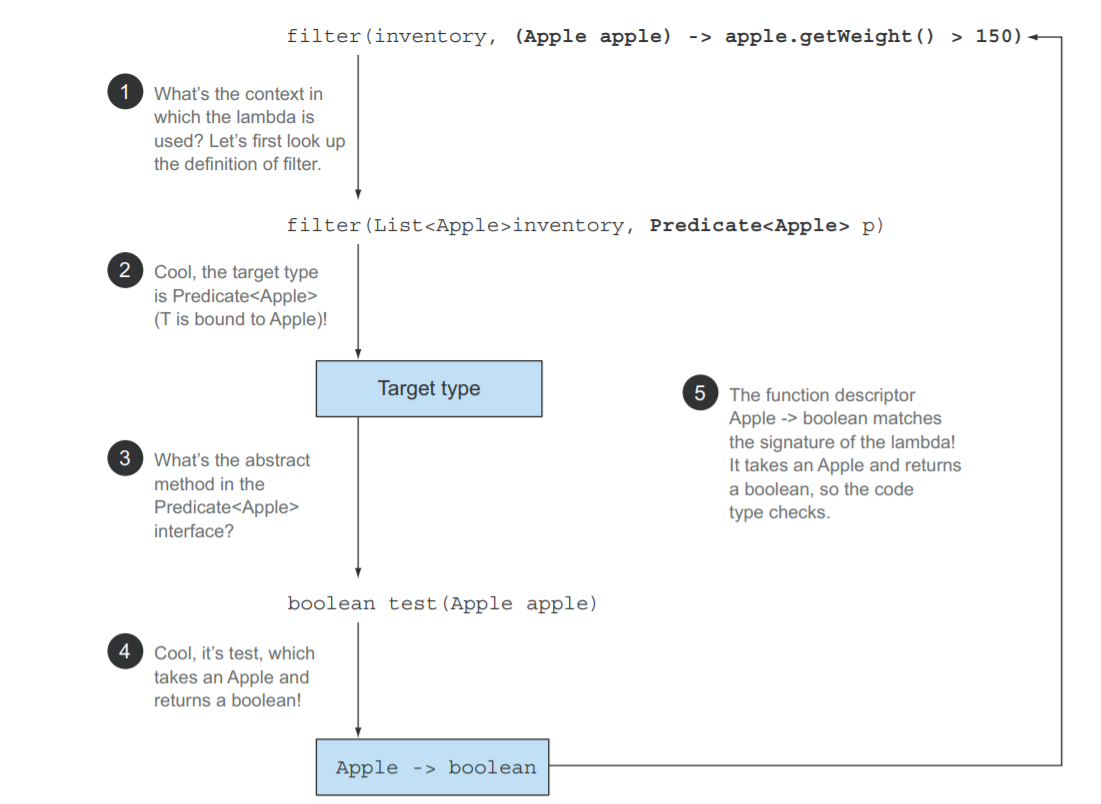 filter(inventory, (Apple apple) -> apple.getWeight() > 150)
1
What's the context in
which the lambda is
used? Let's first look up
the definition of filter.
filter(List<Apple>inventory, Predicate<Apple> p)
2
Cool, the target type
is Predicate<Apple>
(T is bound to Apple)!
Target type
3
What's the abstract
method in the
Predicate<Apple>
interface?
boolean test(Apple apple)
4
Cool, it's test, which
takes an Apple and
returns a boolean!
Apple -> boolean
5
The function descriptor
Apple -> boolean matches
the signature of the lambda!
It takes an Apple and returns
a boolean, so the code
type checks.